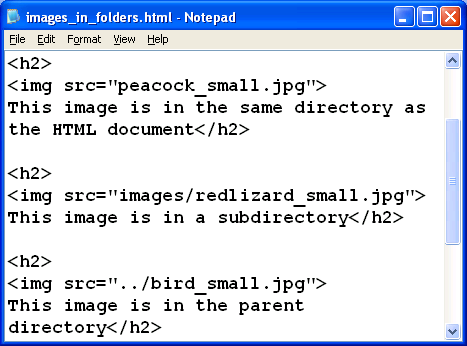 images_in_folders.html - Notepad
File Edit Format View Help
<h2>
<img src="peacock_small.jpg">
This image is in the same directory as
the HTML document</h2>
<h2>
<img src="images/redlizard_small.jpg">
This image is in a subdirectory</h2>
<h2>
<img src="../bird_small.jpg">
This image is in the parent
directory</h2>